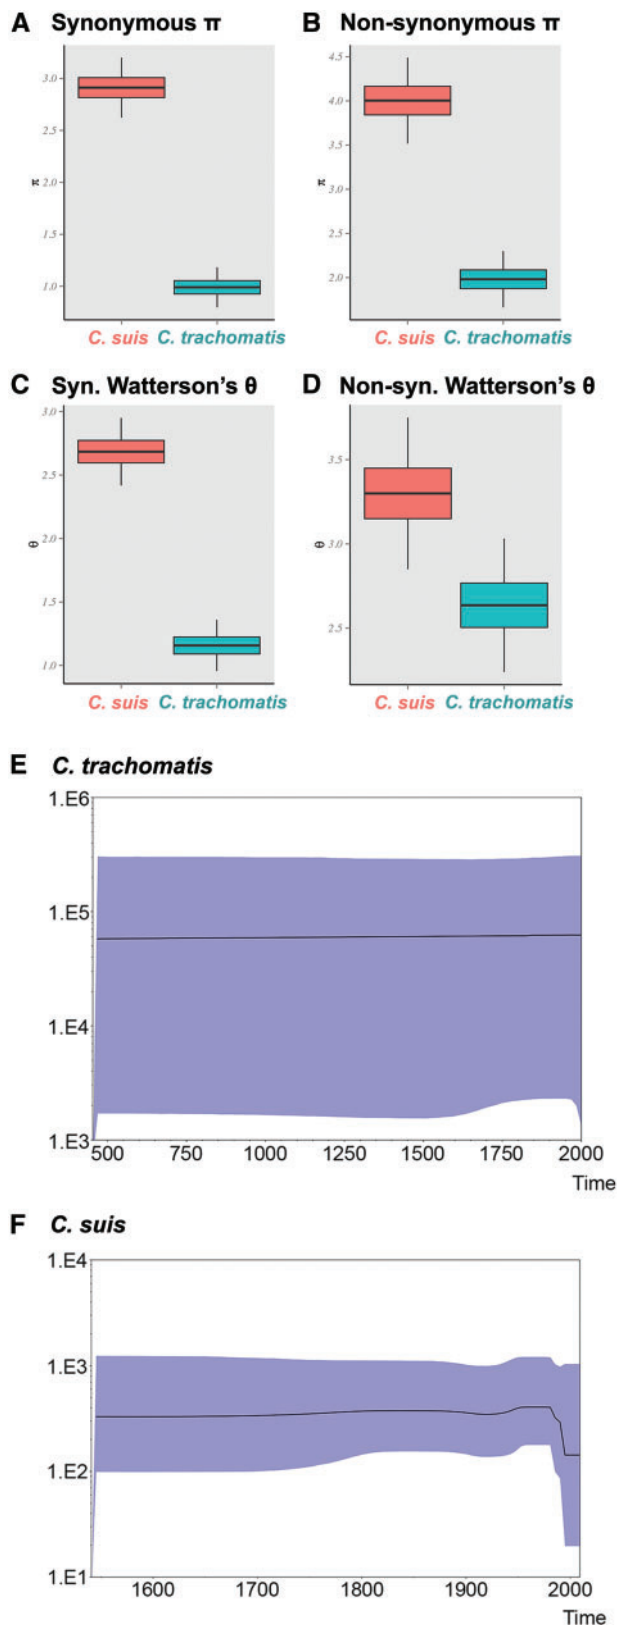 A Synonymous π
3.0
2.5
2.0
1.5
1.0
π
C. suis C. trachomatis
B Non-synonymous π
4.5
4.0
3.5
3.0
2.5
2.0
π
C. suis C. trachomatis
C Syn. Watterson's θ
3.0
2.5
2.0
1.5
1.0
θ
C. suis C. trachomatis
D Non-syn. Watterson's θ
3.5
3.0
2.5
θ
C. suis C. trachomatis
E C. trachomatis
1.E6
1.E5
1.E4
1.E3
500 750 1000 1250 1500 1750 2000
Time
F C. suis
1.E4
1.E3
1.E2
1.E1
1600 1700 1800 1900 2000
Time